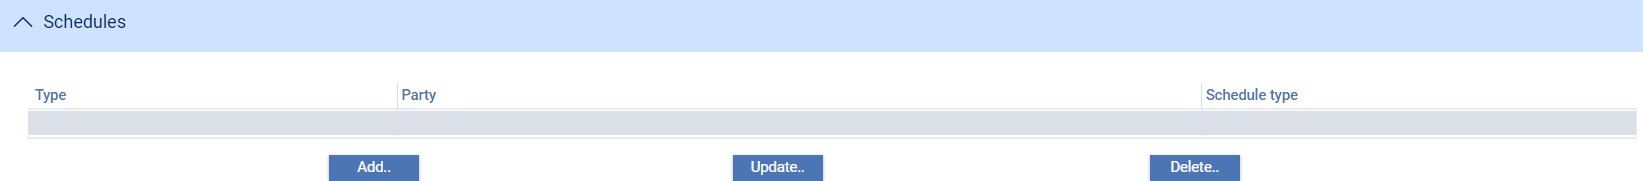 Schedules
Type Party Schedule type
Add.. Update.. Delete..